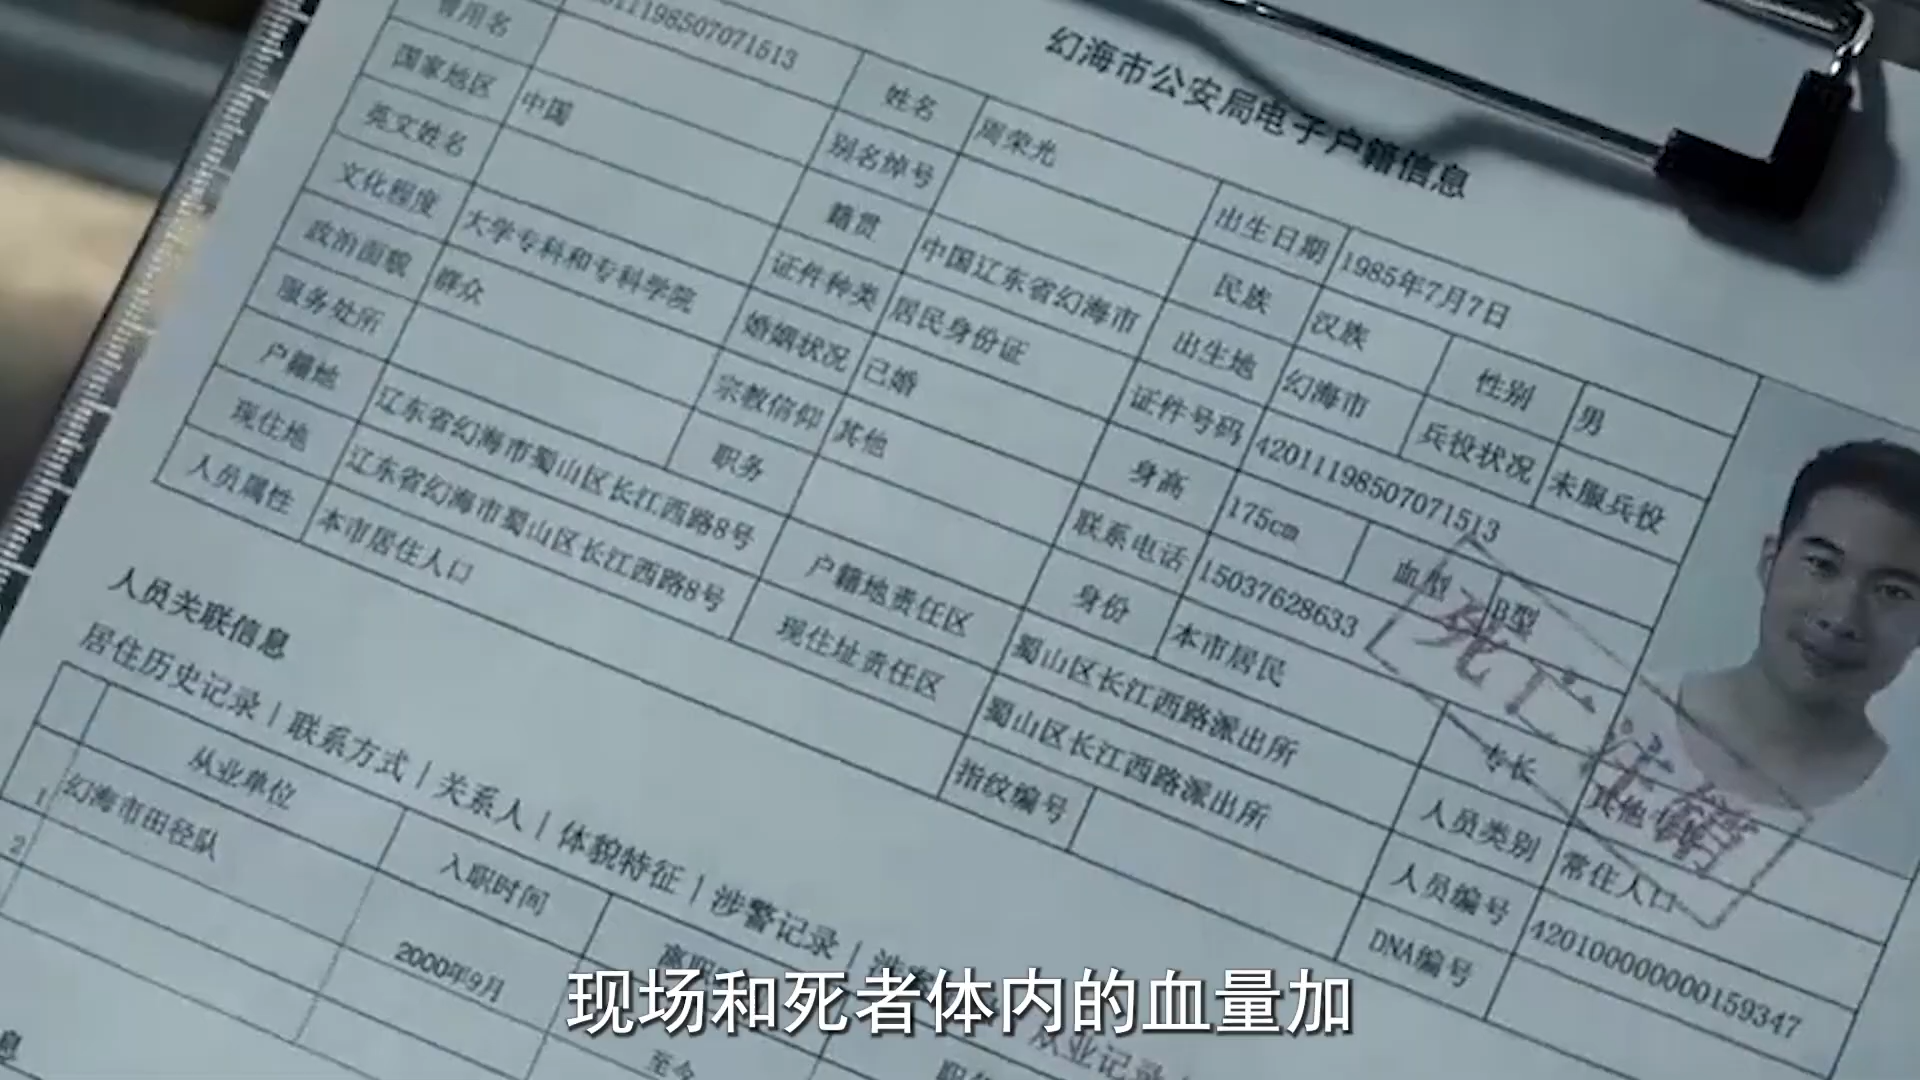 幻海市公安局电子户籍信息
曾用名 姓名 周荣光 出生日期 1985年7月7日
国家地区 中国 别名绰号 民族 汉族 性别 男
英文姓名 籍贯 中国辽东省幻海市 出生地 幻海市 兵役状况 未服兵役
文化程度 大学专科和专科学院 证件种类 居民身份证 证件号码 420111198507071513
政治面貌 群众 婚姻状况 已婚 身高 175cm 血型 B型
服务处所 宗教信仰 其他 联系电话 15037628633
户籍地 辽东省幻海市蜀山区长江西路8号 职务 身份 本市居民 专长
现住地 辽东省幻海市蜀山区长江西路8号 户籍地责任区 蜀山区长江西路派出所 人员类别 常住人口
人员属性 本市居住人口 现住址责任区 蜀山区长江西路派出所 人员编号 4201000000000159347
指纹编号 DNA编号
死亡 注销
人员关联信息
居住历史记录 | 联系方式 | 关系人 | 体貌特征 | 涉警记录 |
从业单位 入职时间
1 幻海市田径队 2000年9月 至今
2
从业记录
现场和死者体内的血量加